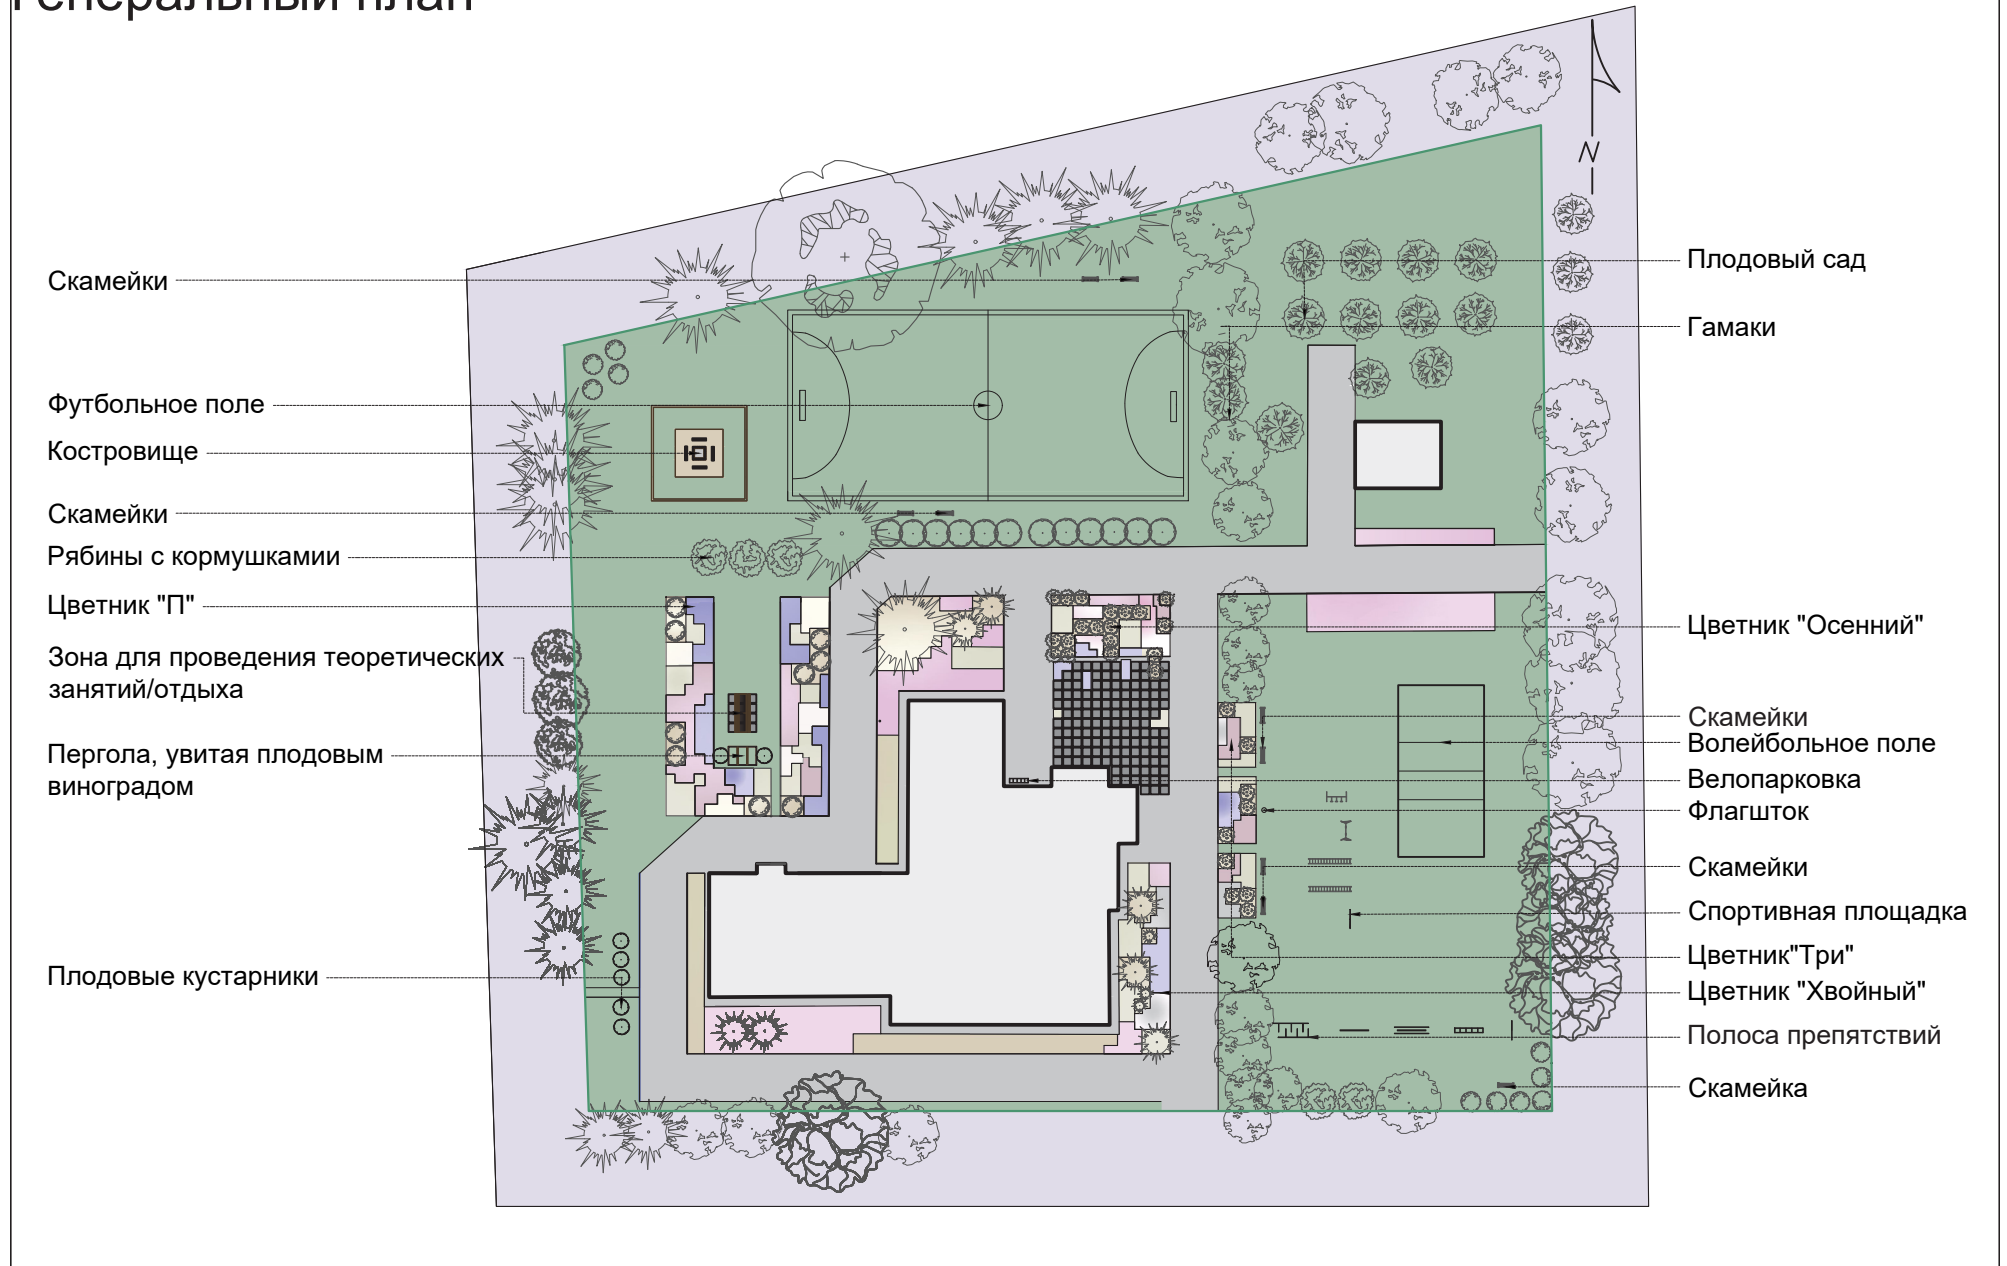 Генеральный план
N
Скамейки
Футбольное поле
Костровище
Скамейки
Рябины с кормушкамии
Цветник "П"
Зона для проведения теоретических
занятий/отдыха
Пергола, увитая плодовым
виноградом
Плодовые кустарники
Плодовый сад
Гамаки
Цветник "Осенний"
Скамейки
Волейбольное поле
Велопарковка
Флагшток
Скамейки
Спортивная площадка
Цветник"Три"
Цветник "Хвойный"
Полоса препятствий
Скамейка